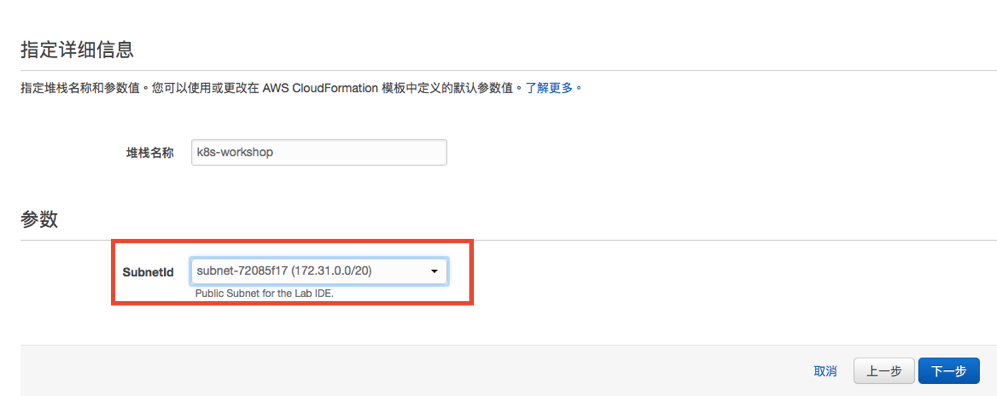 指定详细信息
指定堆栈名称和参数值。您可以使用或更改在 AWS CloudFormation 模板中定义的默认参数值。了解更多。
堆栈名称 k8s-workshop
参数
SubnetId subnet-72085f17 (172.31.0.0/20)
Public Subnet for the Lab IDE.
取消 上一步 下一步